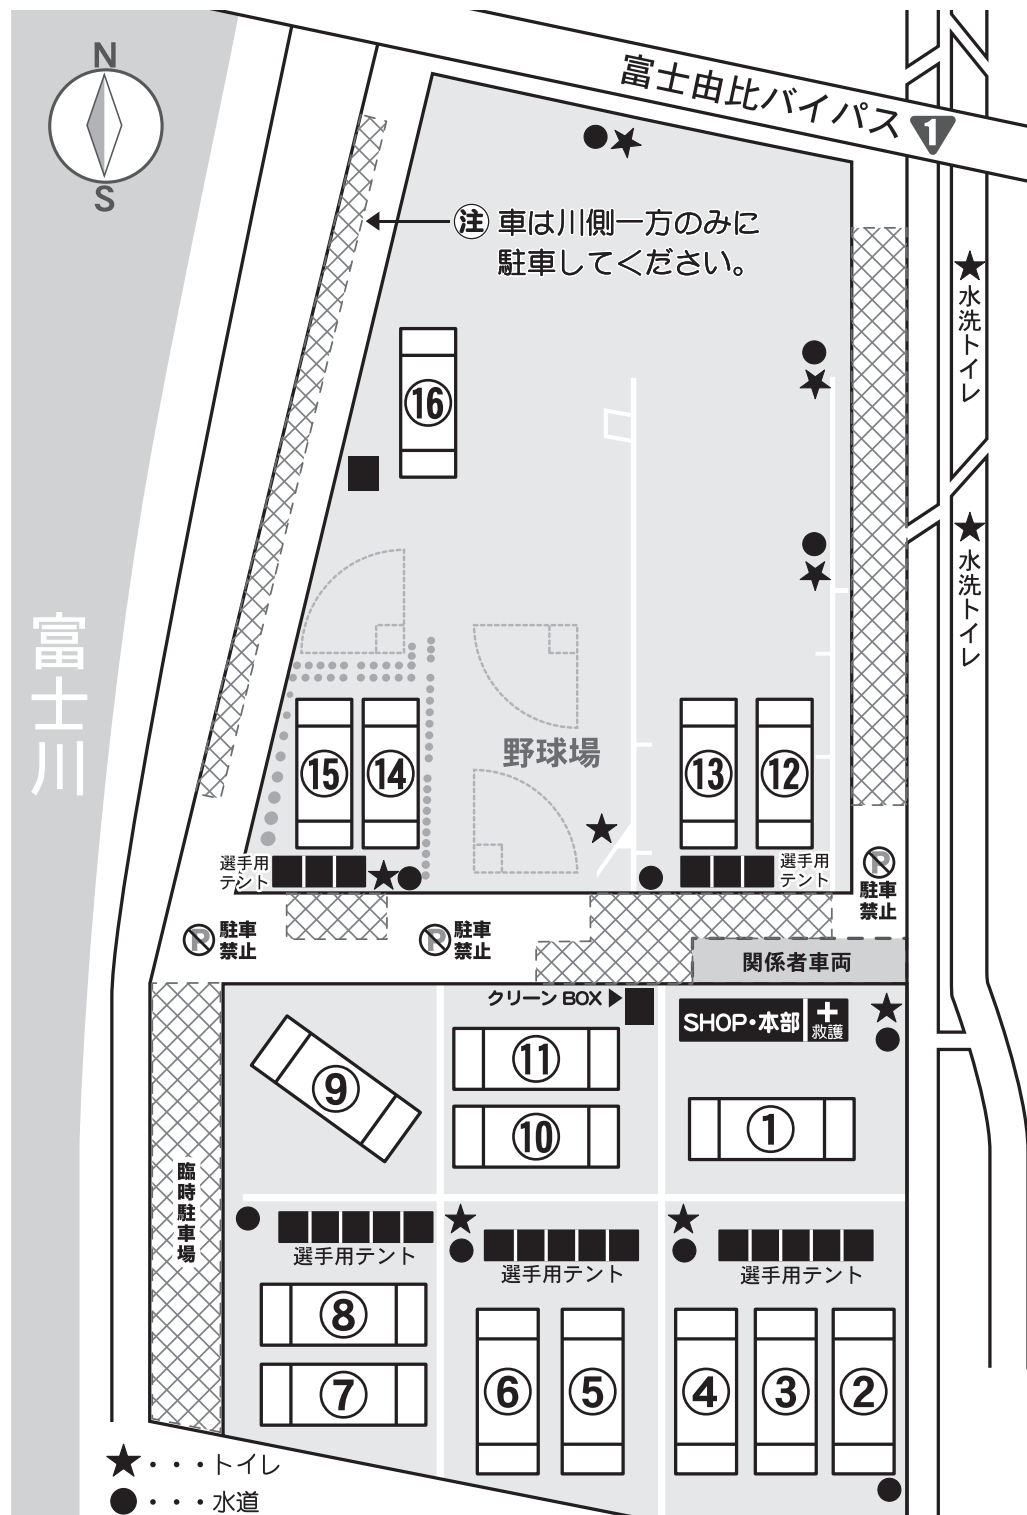 N
S
富士由比バイパス 1
注 車は川側一方のみに
駐車してください。
水洗トイレ
16
水洗トイレ
富士川
野球場
15
14
13
12
選手用
テント
選手用
テント
P
駐車
禁止
P
駐車
禁止
P
駐車
禁止
関係者車両
クリーンBOX▶
SHOP・本部
+
救護
9
11
10
1
臨時駐車場
選手用テント
選手用テント
選手用テント
8
7
6
5
4
3
2
★・・・トイレ
●・・・水道